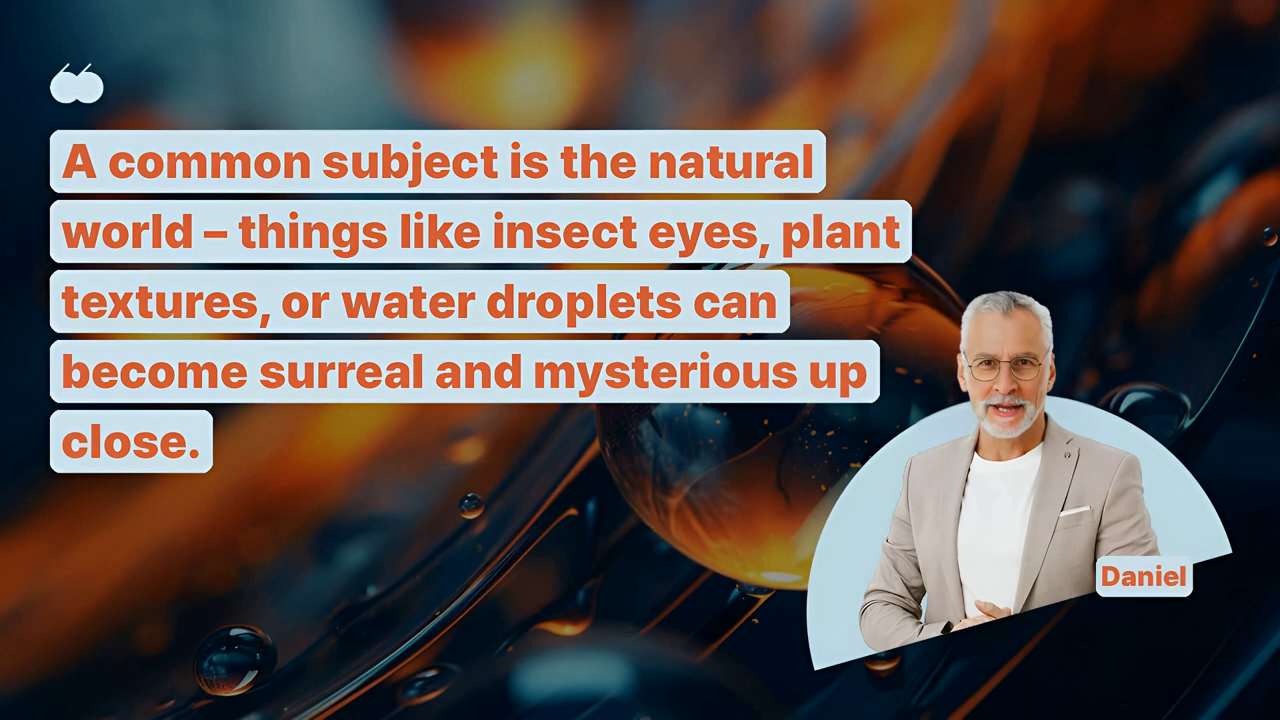 A common subject is the natural
world – things like insect eyes, plant
textures, or water droplets can
become surreal and mysterious up
close.
Daniel